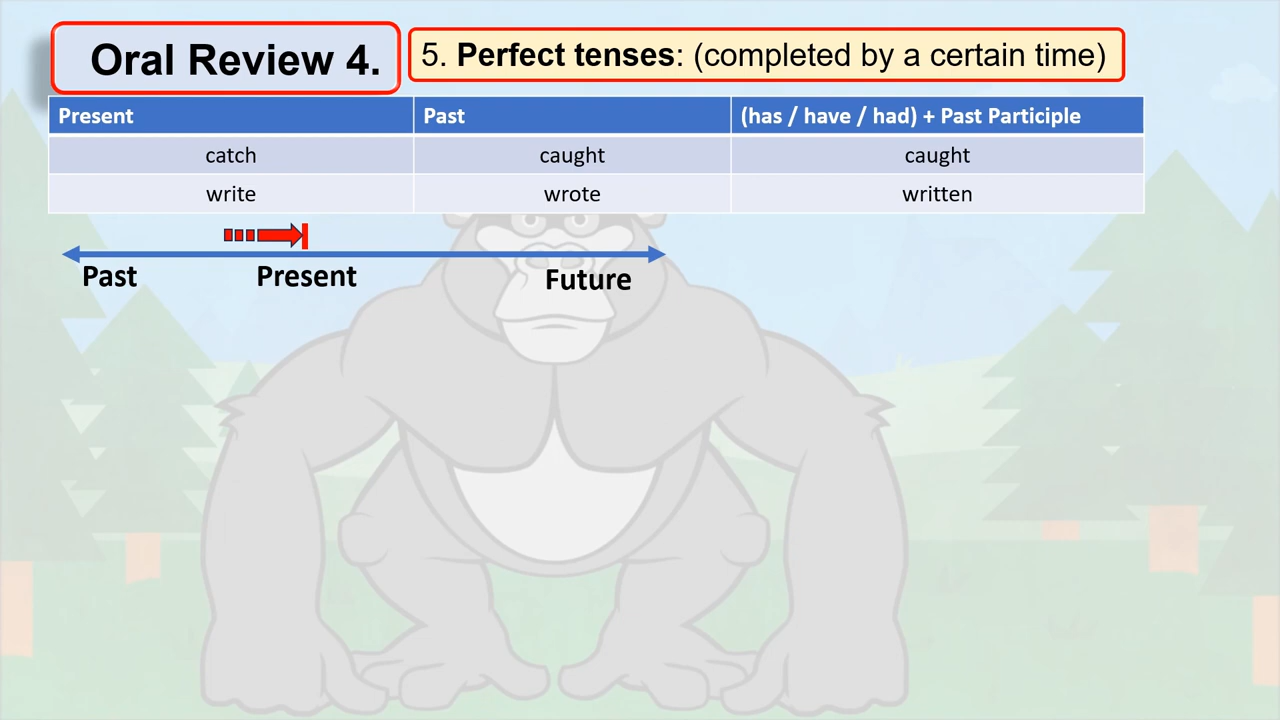 Oral Review 4.
5. Perfect tenses: (completed by a certain time)
Present Past (has / have / had) + Past Participle
catch caught caught
write wrote written
Past Present Future